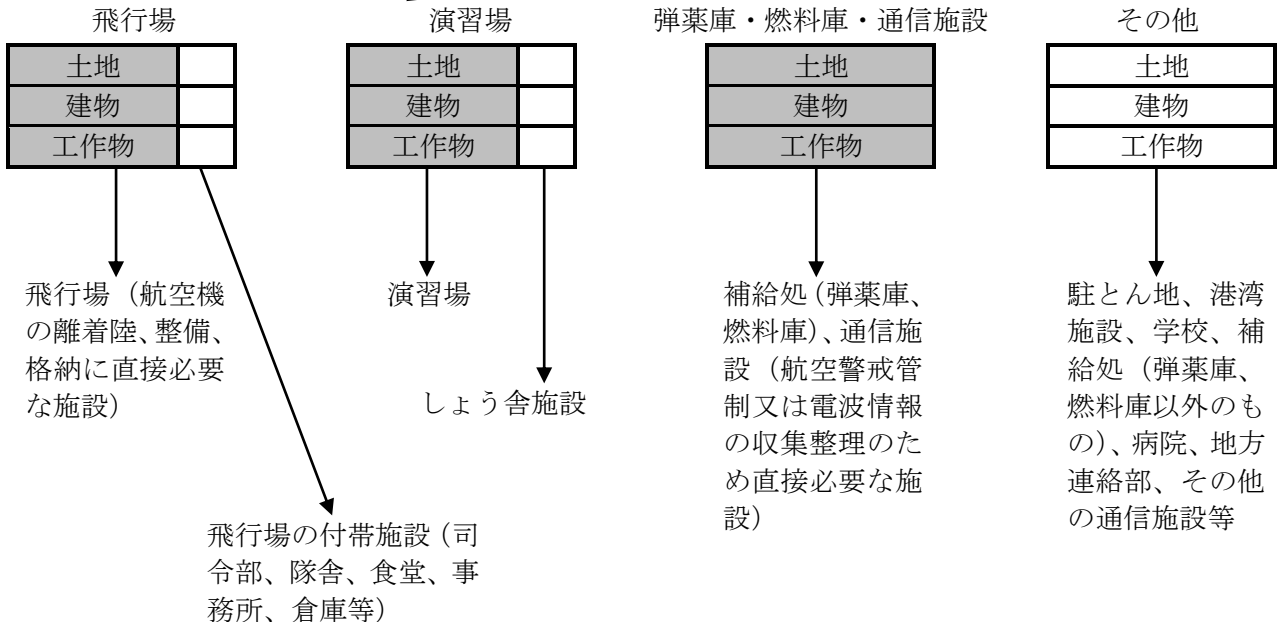 飛行場
土地
建物
工作物
飛行場（航空機
の離着陸、整備、
格納に直接必要
な施設）
飛行場の付帯施設（司
令部、隊舎、食堂、事
務所、倉庫等）
演習場
土地
建物
工作物
演習場
しょう舎施設
弾薬庫・燃料庫・通信施設
土地
建物
工作物
補給処（弾薬庫、
燃料庫）、通信施
設（航空警戒管
制又は電波情報
の収集整理のた
め直接必要な施
設）
その他
土地
建物
工作物
駐とん地、港湾
施設、学校、補
給処（弾薬庫、
燃料庫以外のも
の）、病院、地方
連絡部、その他
の通信施設等